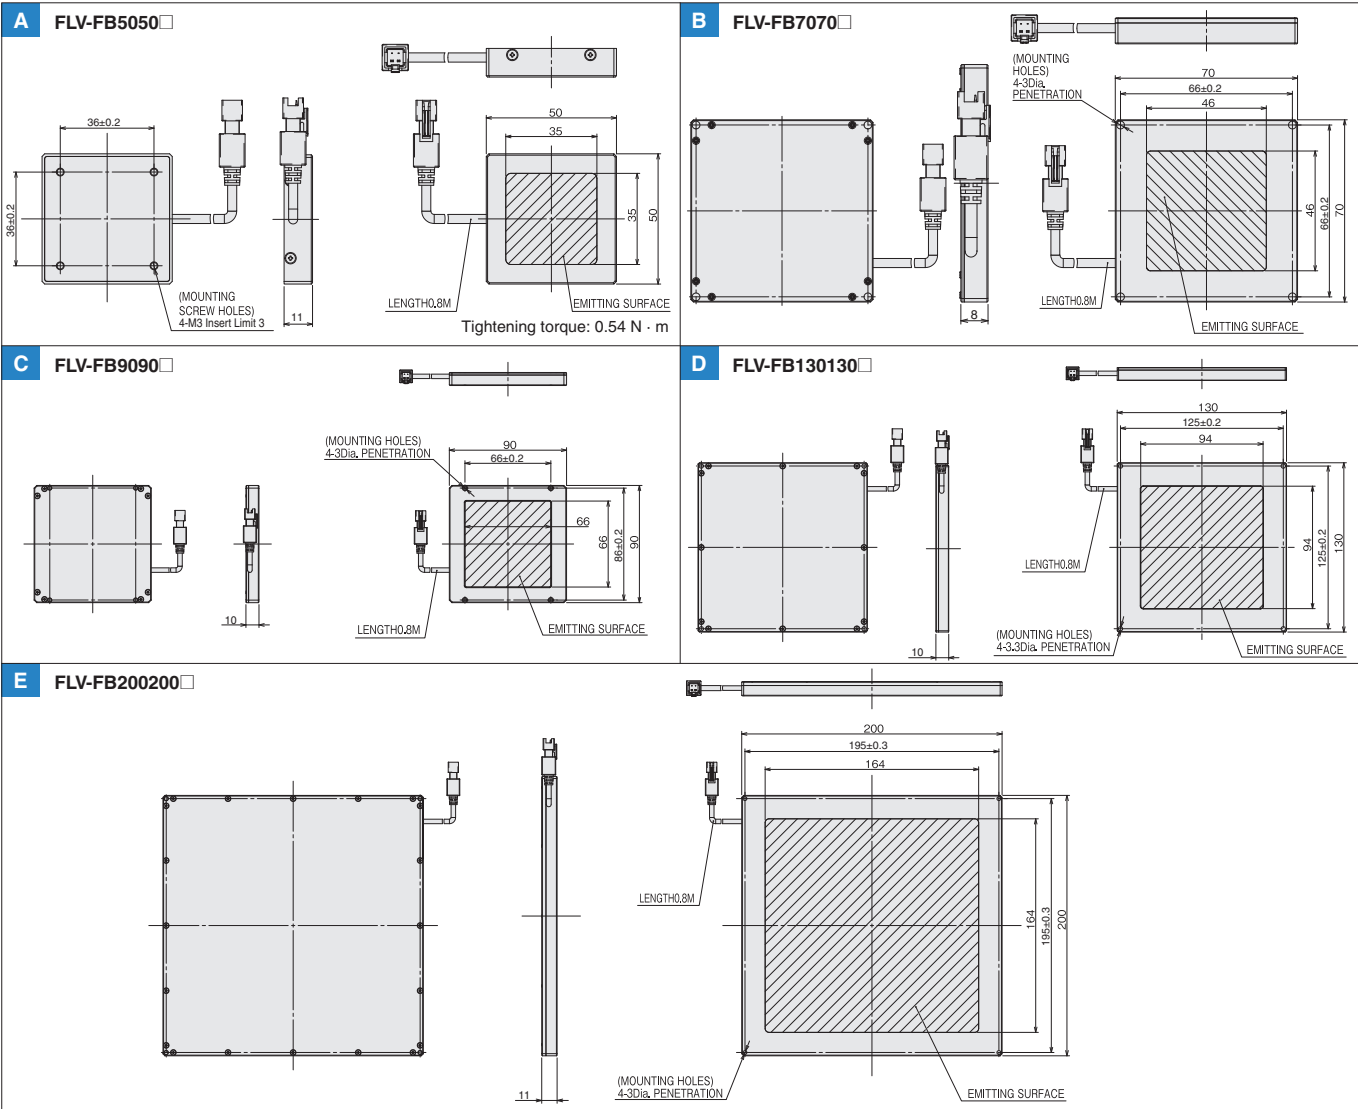 A FLV-FB5050□
36±0.2
36±0.2
(MOUNTING
SCREW HOLES)
4-M3 Insert Limit 3
11
50
35
35
50
LENGTH0.8M
EMITTING SURFACE
Tightening torque: 0.54 N · m
B FLV-FB7070□
(MOUNTING
HOLES)
4-3Dia.
PENETRATION
70
66±0.2
46
46
66±0.2
70
8
LENGTH0.8M
EMITTING SURFACE
C FLV-FB9090□
(MOUNTING HOLES)
4-3Dia. PENETRATION
90
66±0.2
66
66
86±0.2
90
10
LENGTH0.8M
EMITTING SURFACE
D FLV-FB130130□
130
125±0.2
94
94
125±0.2
130
LENGTH0.8M
10
(MOUNTING HOLES)
4-3.3Dia. PENETRATION
EMITTING SURFACE
E FLV-FB200200□
200
195±0.3
164
164
195±0.3
200
LENGTH0.8M
11
(MOUNTING HOLES)
4-3Dia. PENETRATION
EMITTING SURFACE